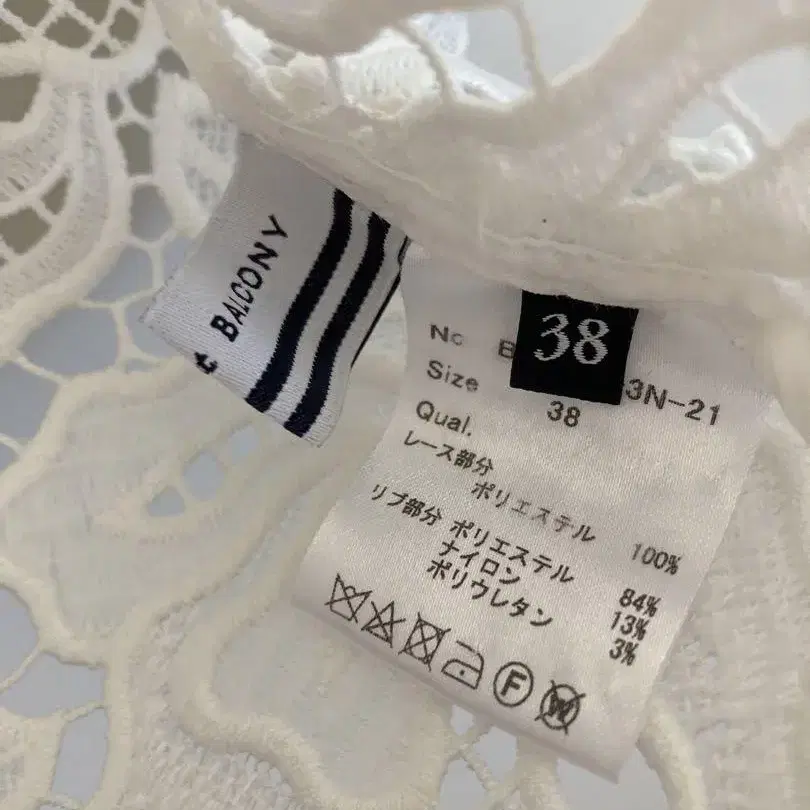 BALCONY
38
No B 3N-21
Size 38
Qual.
レース部分
ポリエステル 100%
リブ部分 ポリエステル 84%
ナイロン 13%
ポリウレタン 3%
F
W